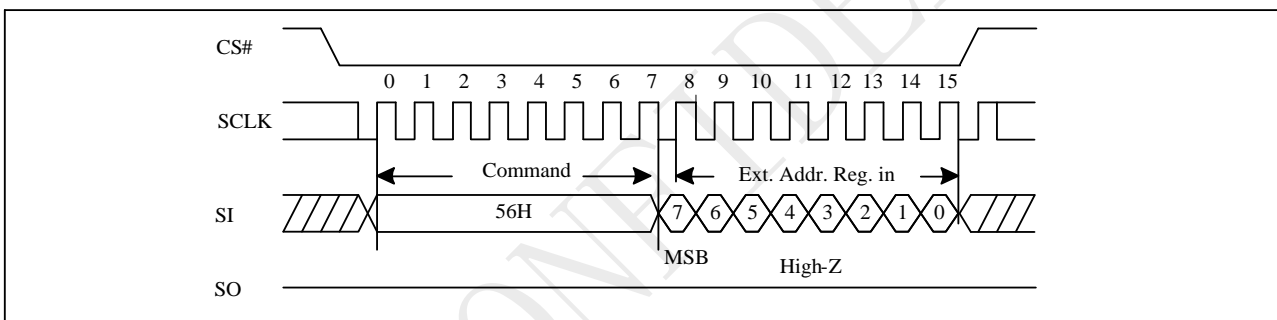 CS#
0 1 2 3 4 5 6 7 8 9 10 11 12 13 14 15
SCLK
Command
Ext. Addr. Reg. in
SI
56H
7 6 5 4 3 2 1 0
MSB
High-Z
SO